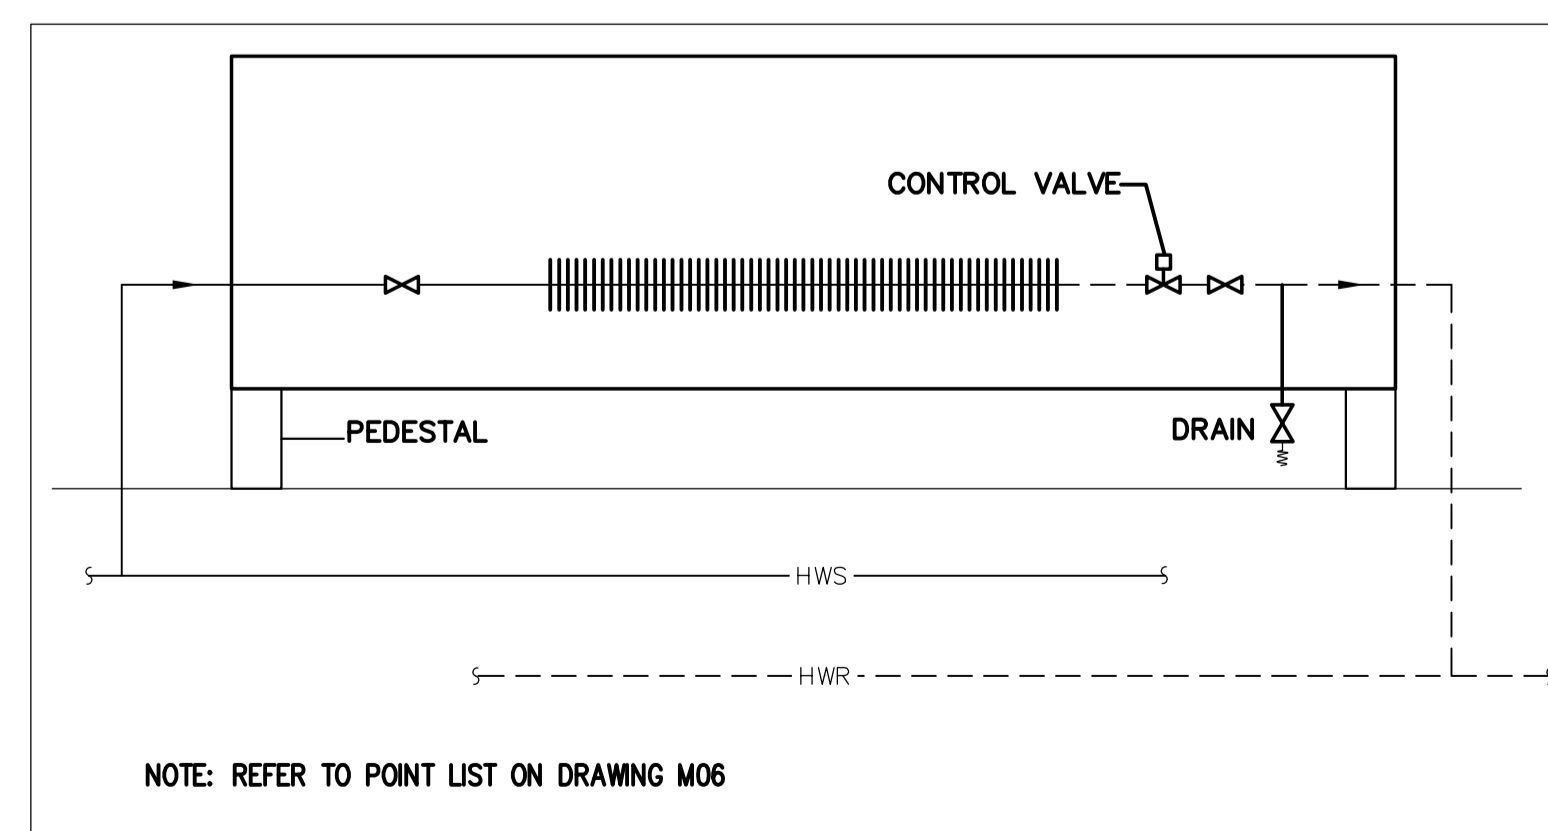 CONTROL VALVE
PEDESTAL
DRAIN
HWS
HWR
NOTE: REFER TO POINT LIST ON DRAWING M06